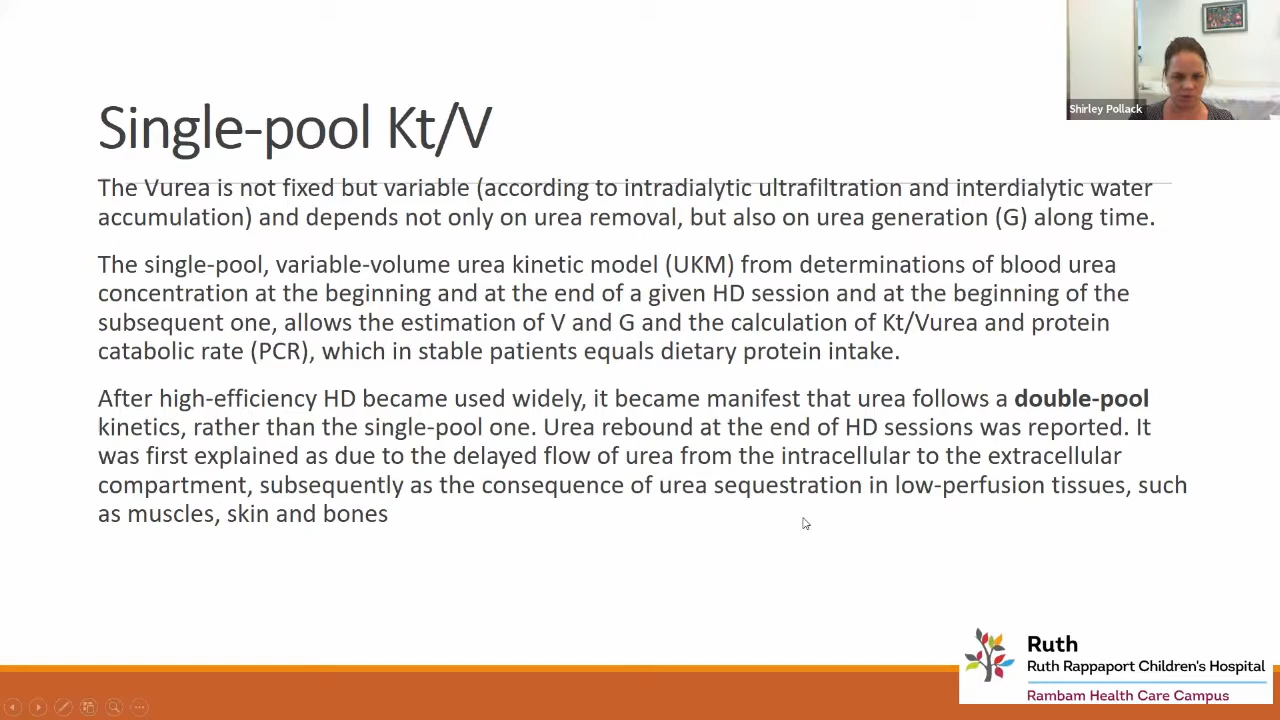 Shirley Pollack
Single-pool Kt/V
The Vurea is not fixed but variable (according to intradialytic ultrafiltration and interdialytic water
accumulation) and depends not only on urea removal, but also on urea generation (G) along time.
The single-pool, variable-volume urea kinetic model (UKM) from determinations of blood urea
concentration at the beginning and at the end of a given HD session and at the beginning of the
subsequent one, allows the estimation of V and G and the calculation of Kt/Vurea and protein
catabolic rate (PCR), which in stable patients equals dietary protein intake.
After high-efficiency HD became used widely, it became manifest that urea follows a double-pool
kinetics, rather than the single-pool one. Urea rebound at the end of HD sessions was reported. It
was first explained as due to the delayed flow of urea from the intracellular to the extracellular
compartment, subsequently as the consequence of urea sequestration in low-perfusion tissues, such
as muscles, skin and bones
Ruth
Ruth Rappaport Children's Hospital
Rambam Health Care Campus